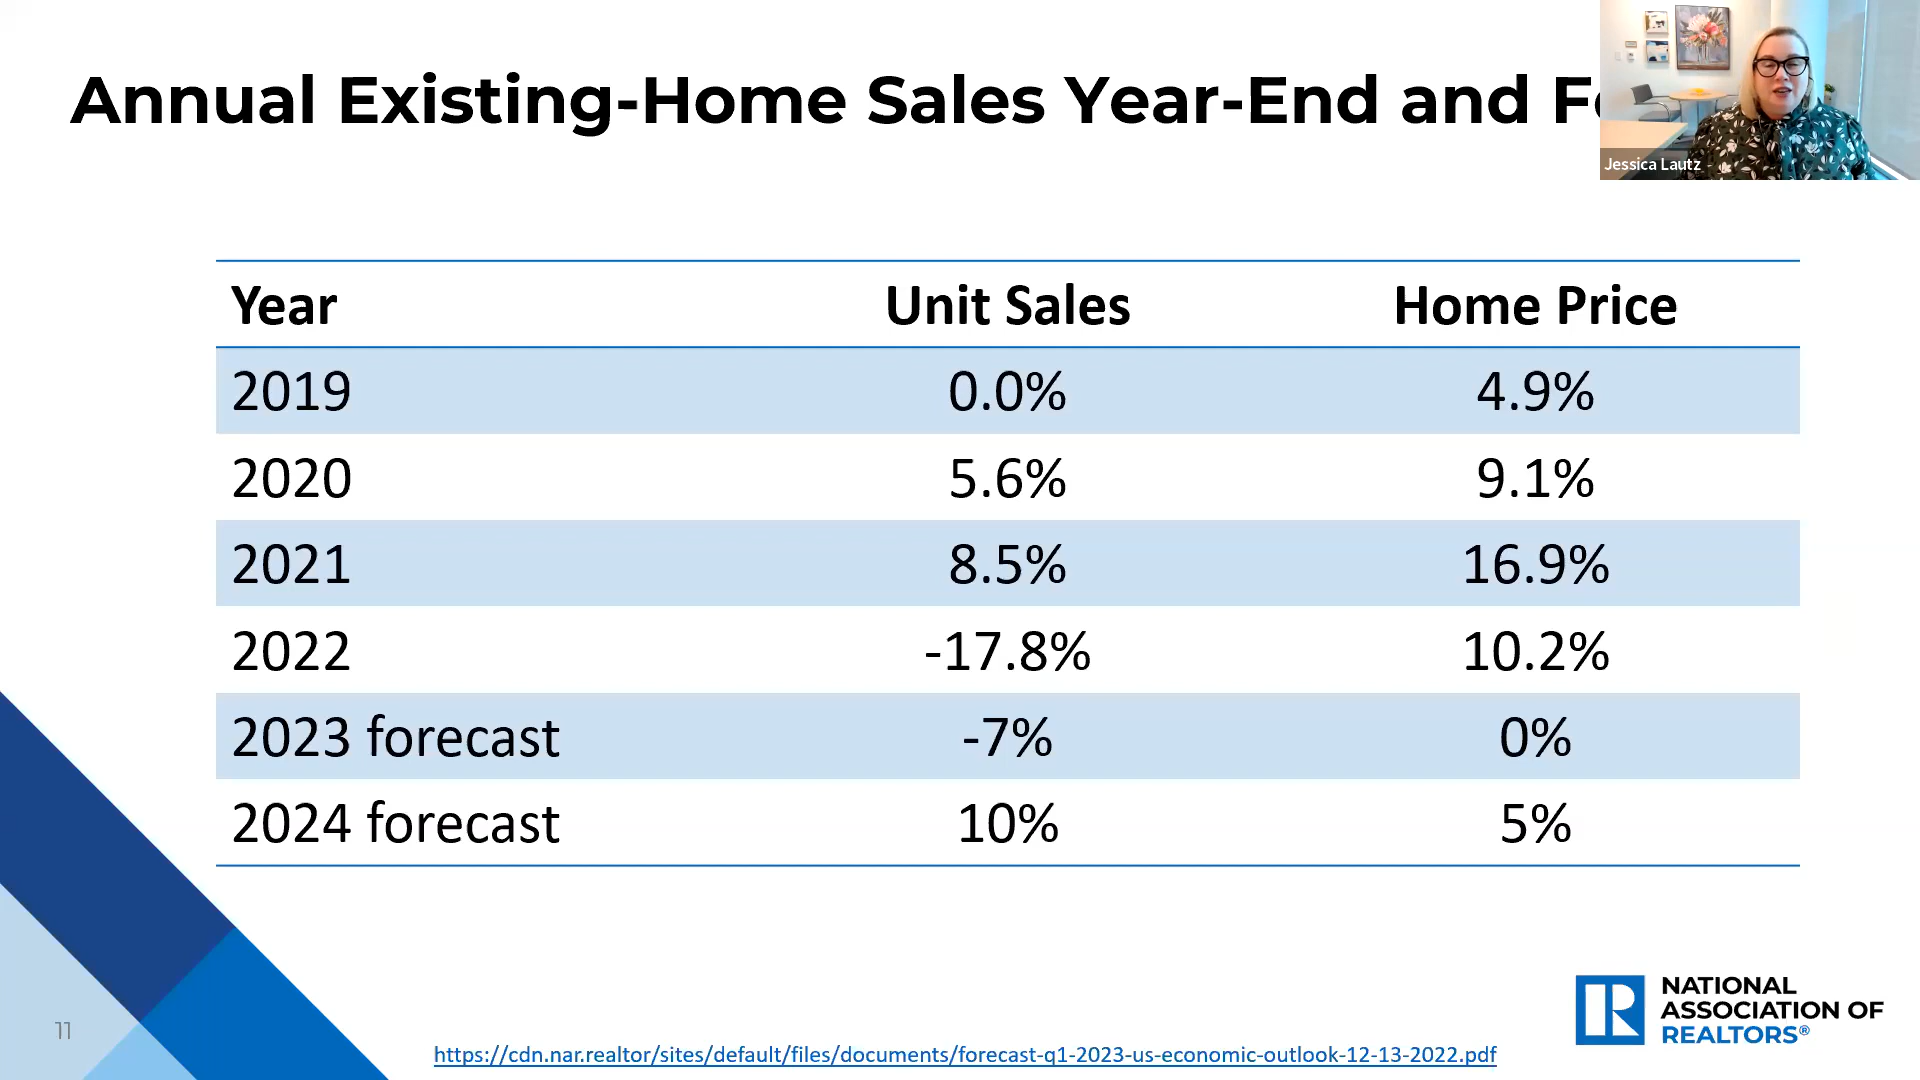 Annual Existing-Home Sales Year-End and
Jessica Lautz
Year Unit Sales Home Price
2019 0.0% 4.9%
2020 5.6% 9.1%
2021 8.5% 16.9%
2022 -17.8% 10.2%
2023 forecast -7% 0%
2024 forecast 10% 5%
NATIONAL
ASSOCIATION OF
REALTORS®
11
https://cdn.nar.realtor/sites/default/files/documents/forecast-q1-2023-us-economic-outlook-12-13-2022.pdf